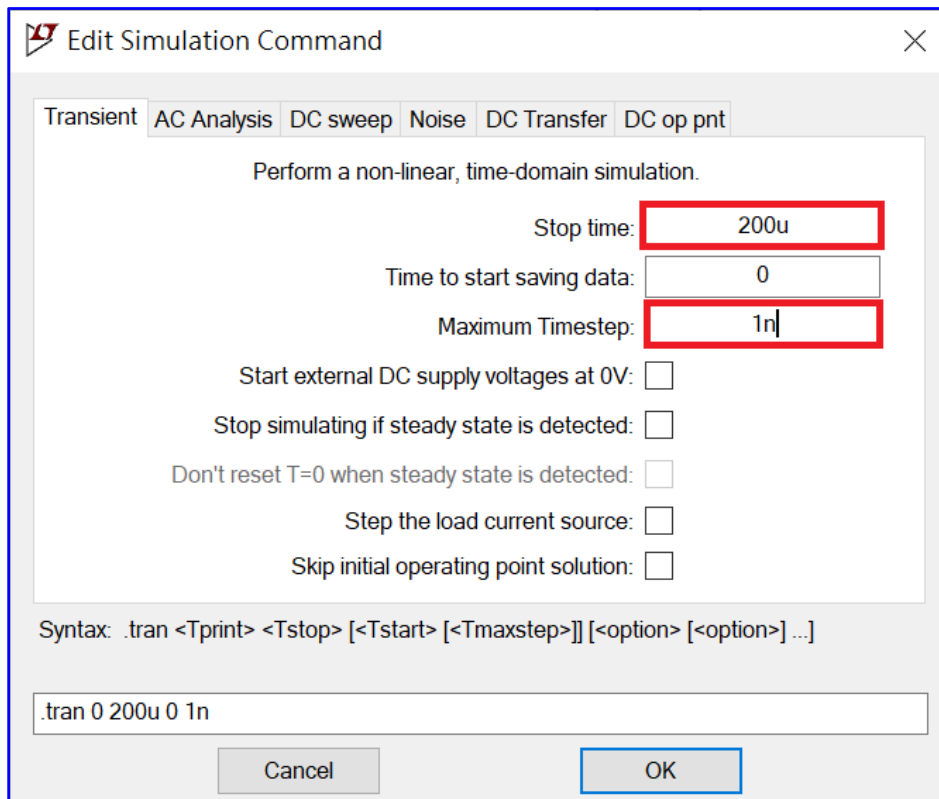 Edit Simulation Command
Transient AC Analysis DC sweep Noise DC Transfer DC op pnt
Perform a non-linear, time-domain simulation.
Stop time: 200u
Time to start saving data: 0
Maximum Timestep: 1n
Start external DC supply voltages at 0V:
Stop simulating if steady state is detected:
Don't reset T=0 when steady state is detected:
Step the load current source:
Skip initial operating point solution:
Syntax: .tran <Tprint> <Tstop> [<Tstart> [<Tmaxstep>]] [<option> [<option>] ...]
.tran 0 200u 0 1n
Cancel OK